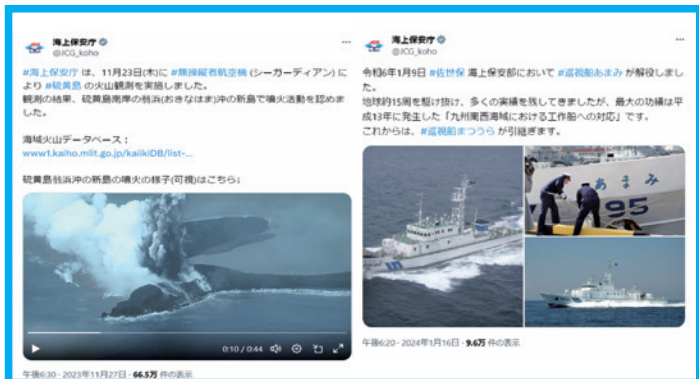 海上保安庁
@JCG_koho
#海上保安庁 は、11月23日(木)に #無操縦者航空機 (シーガーディアン) に
より #硫黄島 の火山観測を実施しました。
観測の結果、硫黄島南岸の翁浜(おきなはま)沖の新島で噴火活動を認めま
した。
海域火山データベース：
www1.kaiho.mlit.go.jp/kaiikiDB/list-...
硫黄島翁浜沖の新島の噴火の様子(可視)はこちら↓
0:10 / 0:44
午後6:30 · 2023年11月27日 · 66.5万 件の表示
海上保安庁
@JCG_koho
令和6年1月9日 #佐世保 海上保安部において #巡視船あまみ が解役しまし
た。
地球約15周を駆け抜け、多くの実績を残してきましたが、最大の功績は平
成13年に発生した「九州南西海域における工作船への対応」です。
これからは、#巡視船まつうら が引継ぎます。
あまみ
95
午後6:20 · 2024年1月16日 · 9.6万 件の表示